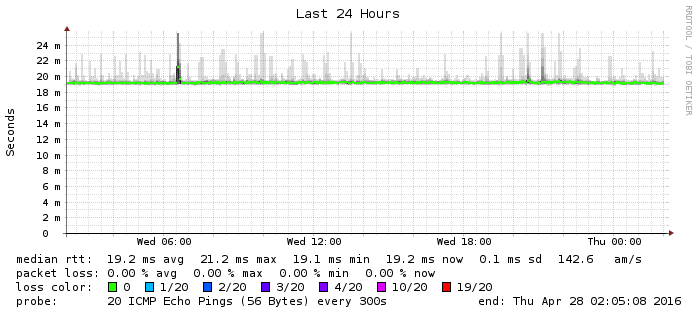 Last 24 Hours
RRDTOOL / TOBI OETIKER
Seconds
24 m
22 m
20 m
18 m
16 m
14 m
12 m
10 m
8 m
6 m
4 m
2 m
0
Wed 06:00 Wed 12:00 Wed 18:00 Thu 00:00
median rtt: 19.2 ms avg 21.2 ms max 19.1 ms min 19.2 ms now 0.1 ms sd 142.6 am/s
packet loss: 0.00 % avg 0.00 % max 0.00 % min 0.00 % now
loss color: 0 1/20 2/20 3/20 4/20 10/20 19/20
probe: 20 ICMP Echo Pings (56 Bytes) every 300s end: Thu Apr 28 02:05:08 2016